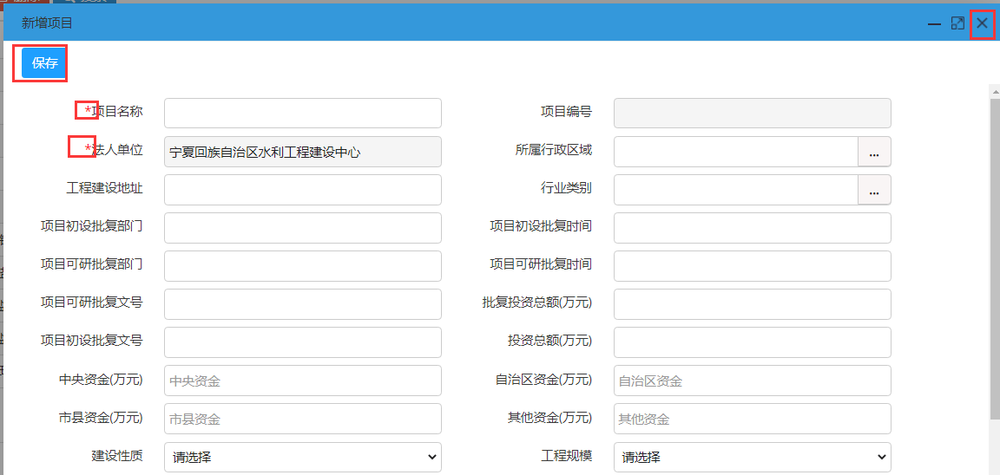 新增项目
保存
*项目名称 项目编号
*法人单位 宁夏回族自治区水利工程建设中心 所属行政区域 ...
工程建设地址 行业类别 ...
项目初设批复部门 项目初设批复时间
项目可研批复部门 项目可研批复时间
项目可研批复文号 批复投资总额(万元)
项目初设批复文号 投资总额(万元)
中央资金(万元) 中央资金 自治区资金(万元) 自治区资金
市县资金(万元) 市县资金 其他资金(万元) 其他资金
建设性质 请选择 工程规模 请选择